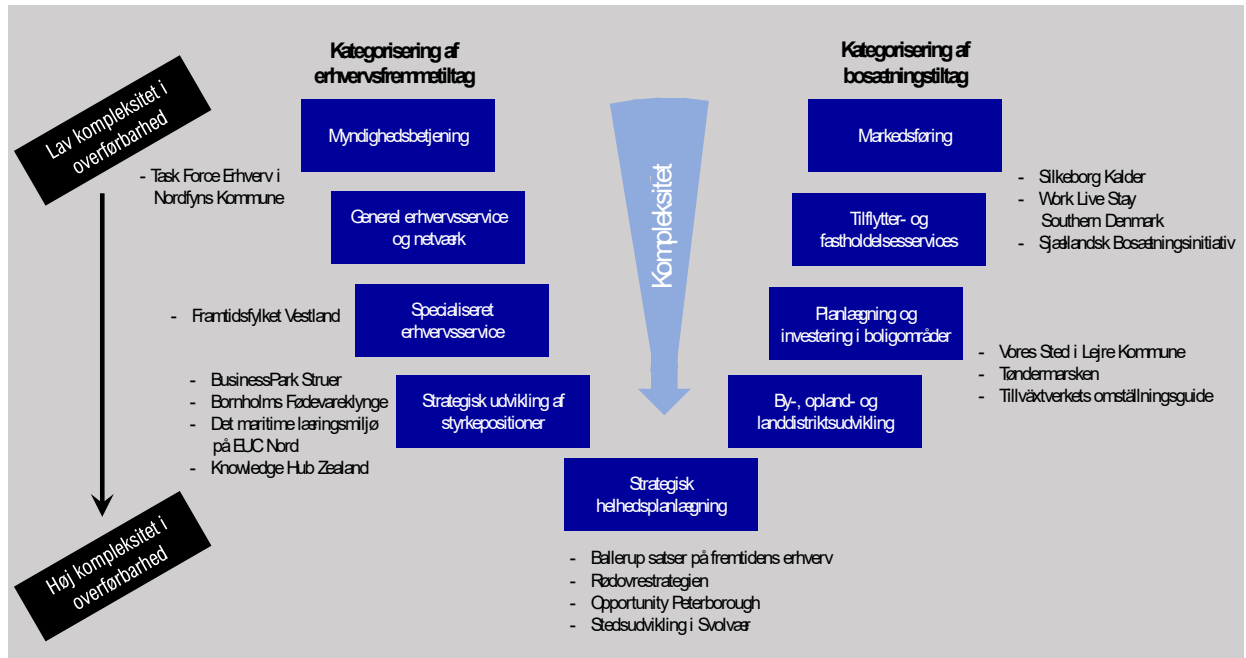 Kategorisering af
erhvervsfremmetiltag
Kategorisering af
bosætningstiltag
Lav kompleksitet i
overførbarhed
Myndighedsbetjening
Markedsføring
- Task Force Erhverv i
Nordfyns Kommune
- Silkeborg Kalder
- Work Live Stay
Southern Denmark
- Sjællandsk Bosætningsinitiativ
Generel erhvervsservice
og netværk
Kompleksitet
Tilflytter- og
fastholdelsesservices
- Framtidsfylket Vestland
Specialiseret
erhvervsservice
Planlægning og
investering i boligområder
- Vores Sted i Lejre Kommune
- Tøndermarsken
- Tillväxtverkets omställningsguide
- BusinessPark Struer
- Bornholms Fødevareklynge
- Det maritime læringsmiljø
på EUC Nord
- Knowledge Hub Zealand
Strategisk udvikling af
styrkepositioner
By-, opland- og
landdistriktsudvikling
Strategisk
helhedsplanlægning
Høj kompleksitet i
overførbarhed
- Ballerup satser på fremtidens erhverv
- Rødovrestrategien
- Opportunity Peterborough
- Stedsudvikling i Svolvær